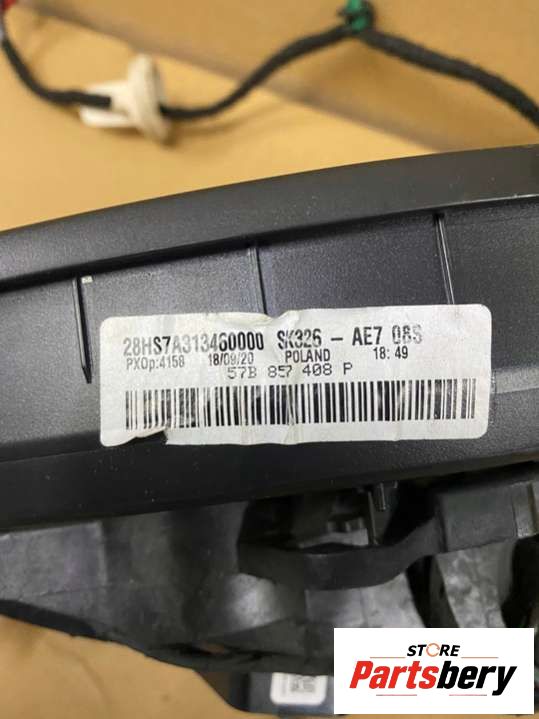 28HS7A313460000 SK326 - AE7 08S
PXOp:4158 18/09/20 POLAND 18:49
57B 857 408 P
STORE
Partsbery